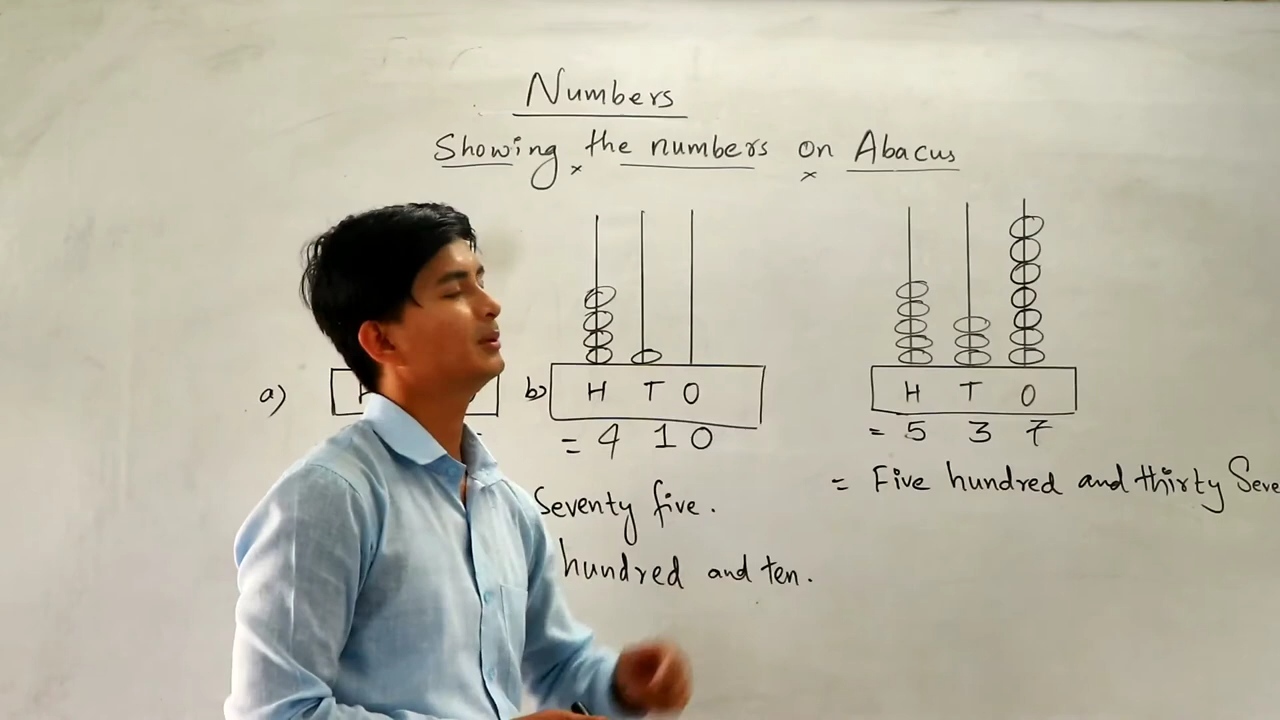 Numbers
Showing the numbers on Abacus
× ×
a)
b) H T O
= 4 1 0
H T O
= 5 3 7
= Five hundred and thirty Seve
Seventy five.
hundred and ten.